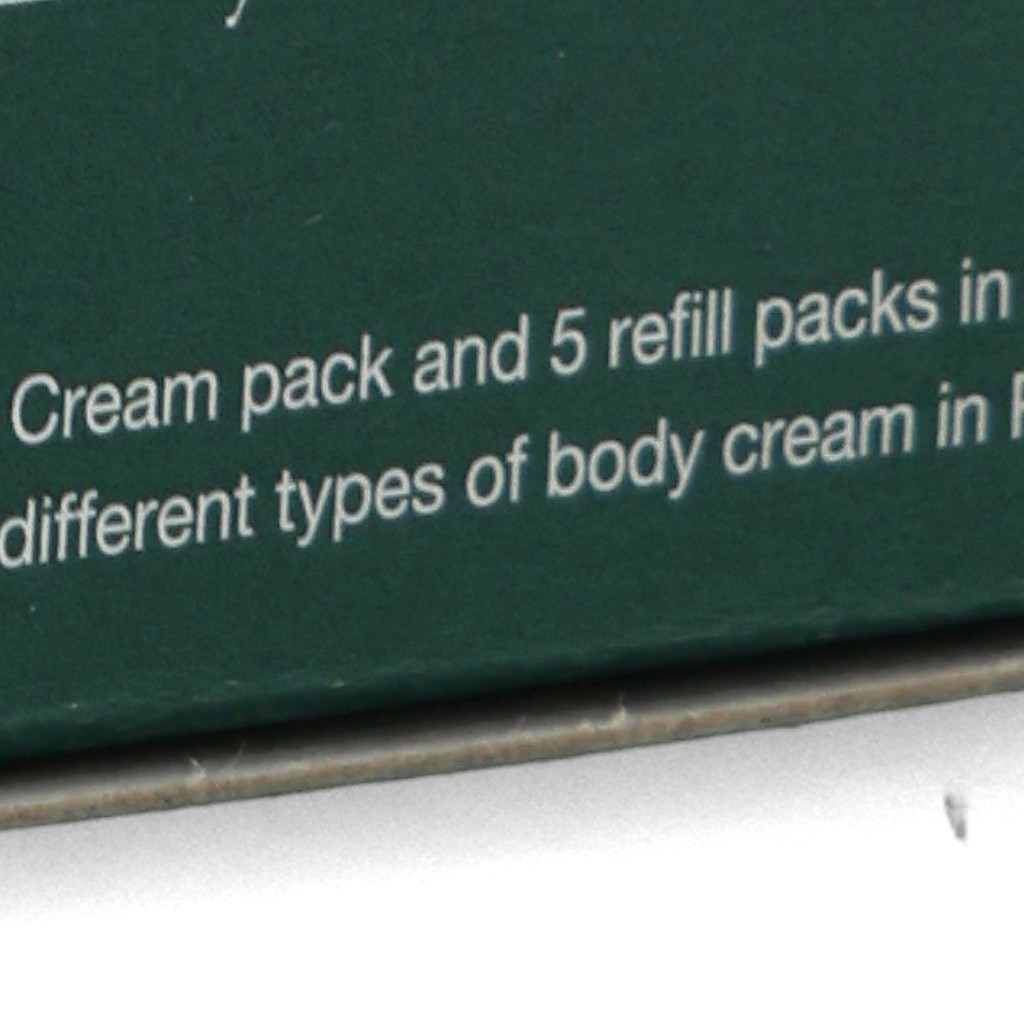 Cream pack and 5 refill packs in
different types of body cream in